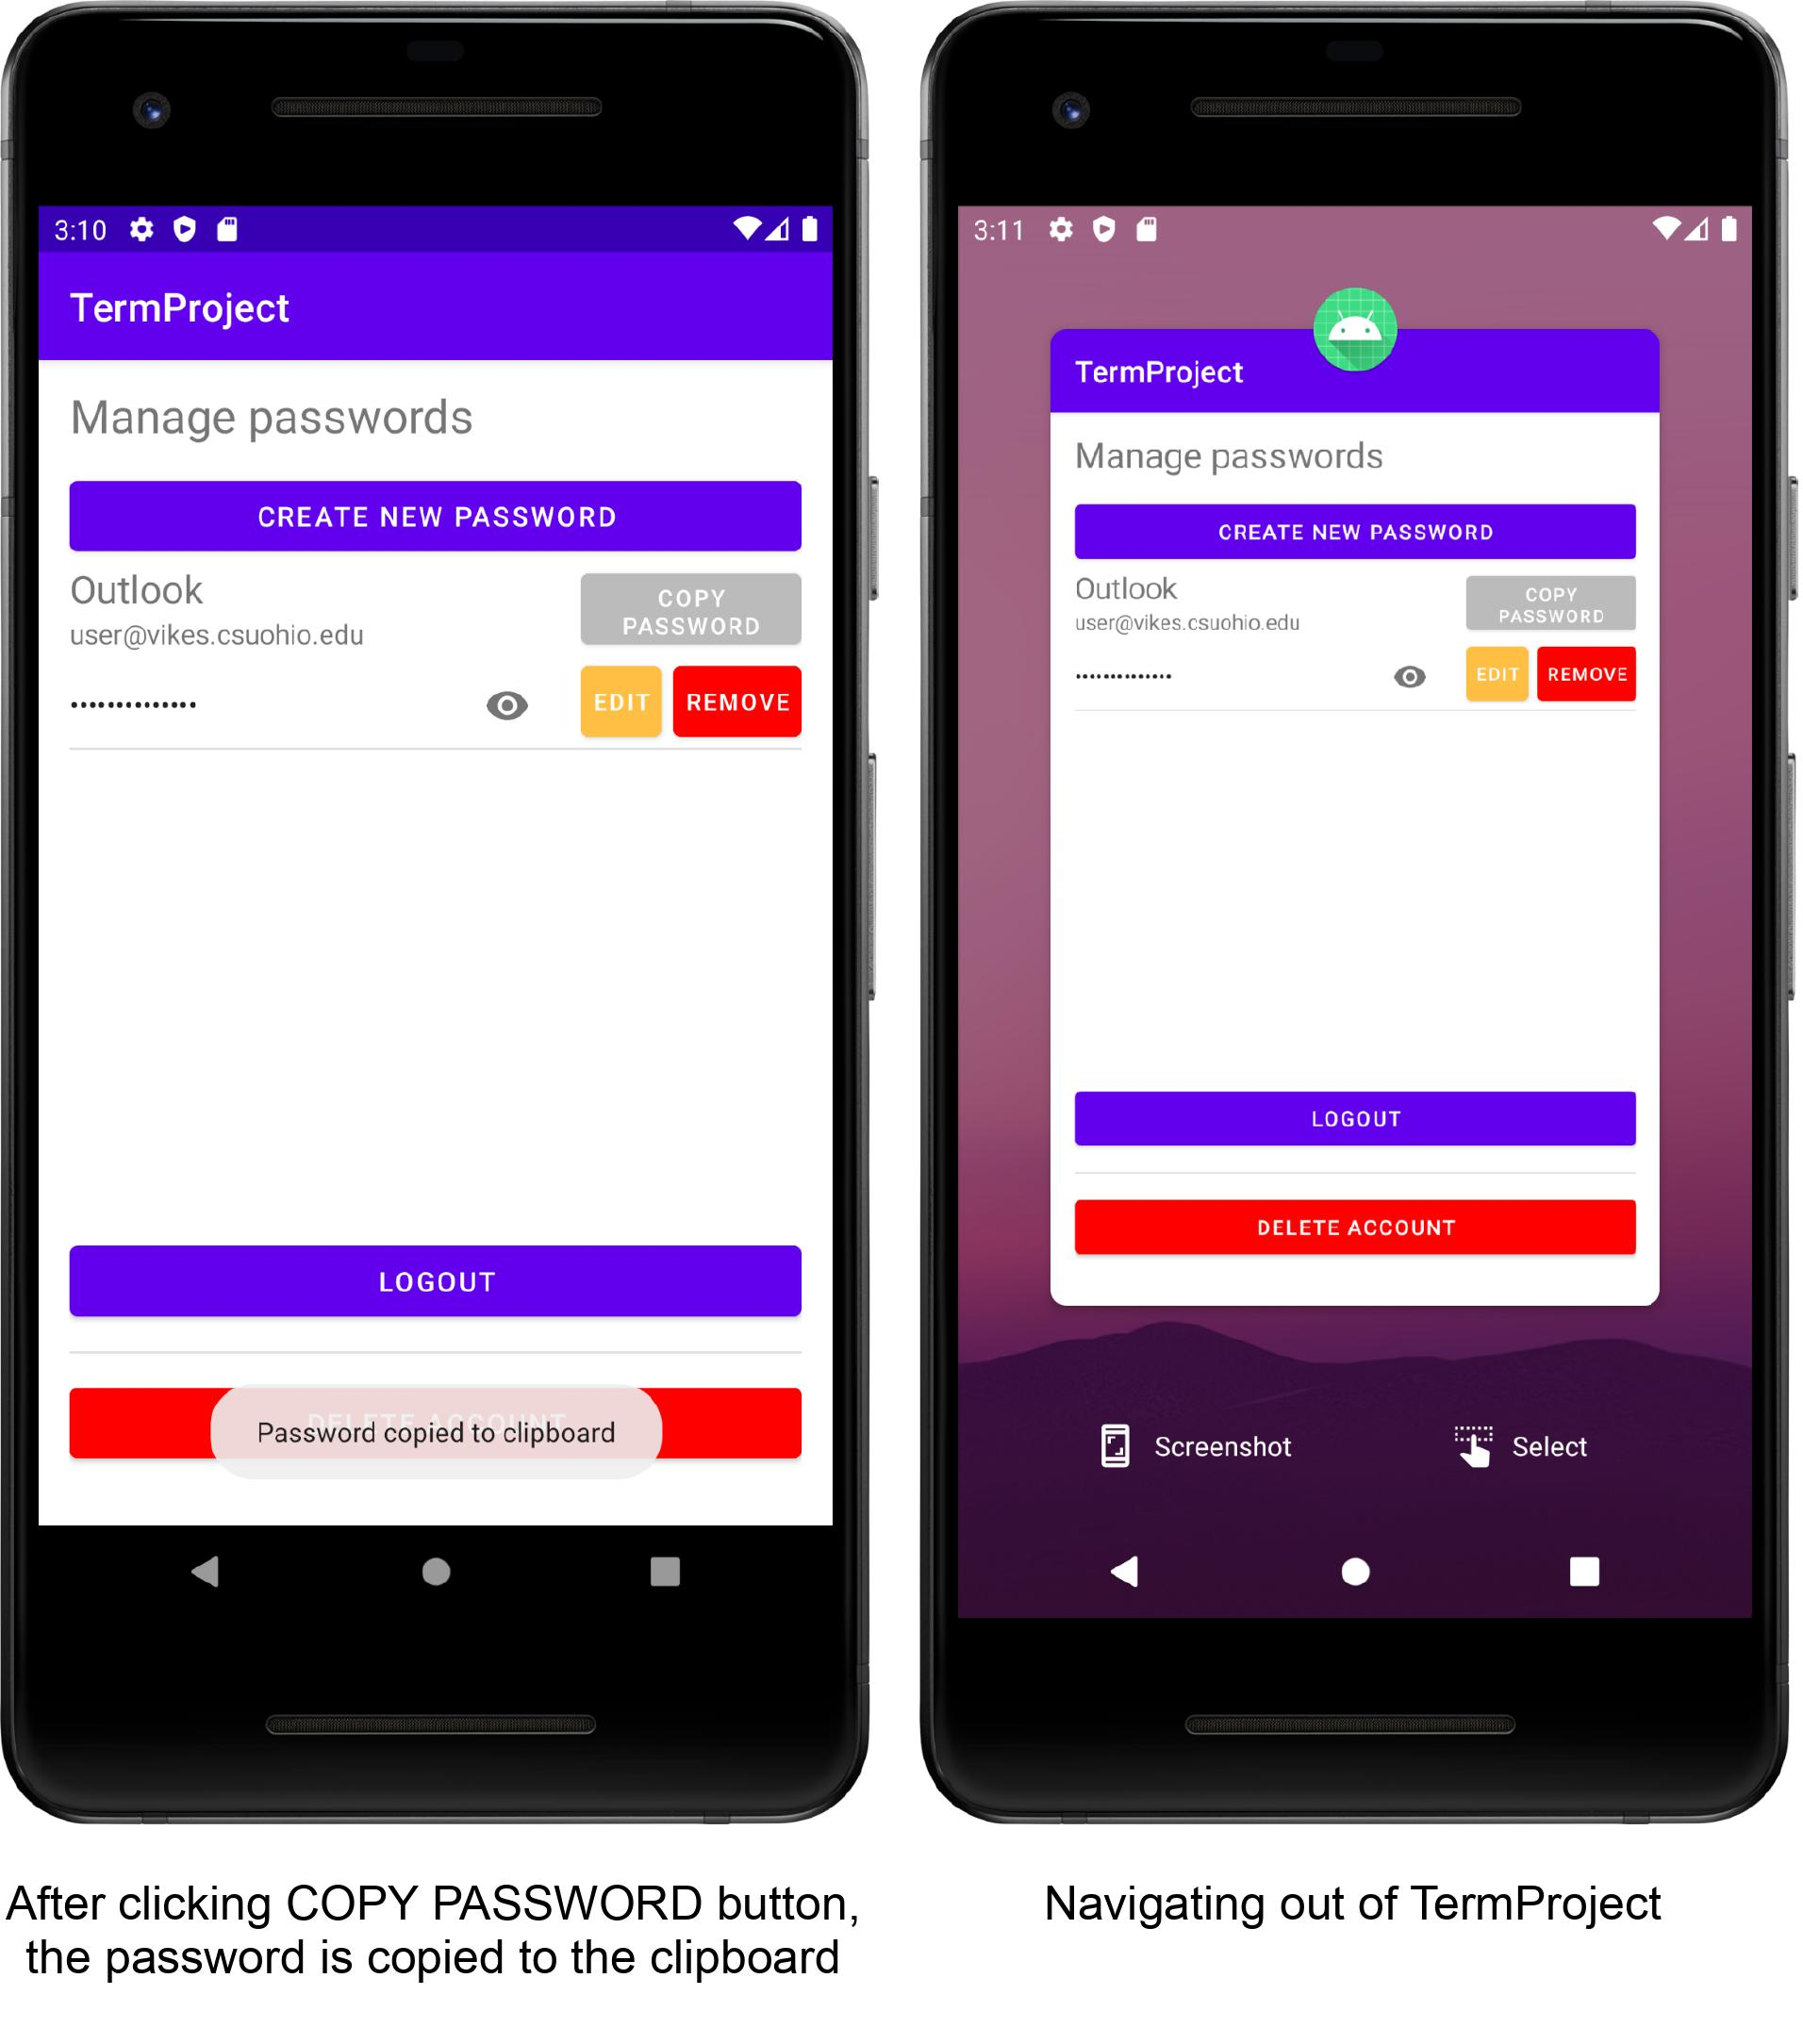 3:10
TermProject
Manage passwords
CREATE NEW PASSWORD
Outlook
COPY
PASSWORD
user@vikes.csuohio.edu
EDIT
REMOVE
LOGOUT
DELETE ACCOUNT
Password copied to clipboard
After clicking COPY PASSWORD button,
the password is copied to the clipboard
3:11
TermProject
Manage passwords
CREATE NEW PASSWORD
Outlook
COPY
PASSWORD
user@vikes.csuohio.edu
EDIT
REMOVE
LOGOUT
DELETE ACCOUNT
Screenshot
Select
Navigating out of TermProject